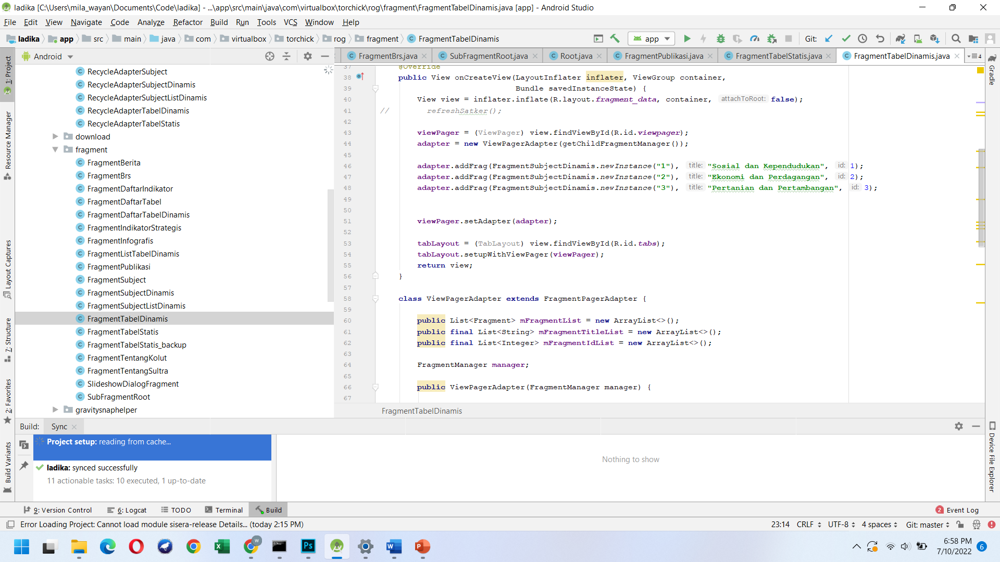 ladika [C:\Users\mila_wayan\Documents\Code\ladika] - ...\app\src\main\java\com\virtualbox\torchick\rog\fragment\FragmentTabelDinamis.java [app] - Android Studio
File Edit View Navigate Code Analyze Refactor Build Run Tools VCS Window Help
ladika app src main java com virtualbox torchick rog fragment FragmentTabelDinamis app Git:
Android
FragmentBrs.java SubFragmentRoot.java Root.java FragmentPublikasi.java FragmentTabelStatis.java FragmentTabelDinamis.java 4
1: Project
Resource Manager
Layout Captures
7: Structure
2: Favorites
Build Variants
RecycleAdapterSubject
RecycleAdapterSubjectDinamis
RecycleAdapterSubjectListDinamis
RecycleAdapterTabelDinamis
RecycleAdapterTabelStatis
download
fragment
FragmentBerita
FragmentBrs
FragmentDaftarIndikator
FragmentDaftarTabel
FragmentDaftarTabelDinamis
FragmentIndikatorStrategis
FragmentInfografis
FragmentListTabelDinamis
FragmentPublikasi
FragmentSubject
FragmentSubjectDinamis
FragmentSubjectListDinamis
FragmentTabelDinamis
FragmentTabelStatis
FragmentTabelStatis_backup
FragmentTentangKolut
FragmentTentangSultra
SlideshowDialogFragment
SubFragmentRoot
gravitysnaphelper
37 @Override
38 public View onCreateView(LayoutInflater inflater, ViewGroup container,
39 Bundle savedInstanceState) {
40 View view = inflater.inflate(R.layout.fragment_data, container, attachToRoot: false);
41 // refreshSatker();
42
43 viewPager = (ViewPager) view.findViewById(R.id.viewpager);
44 adapter = new ViewPagerAdapter(getChildFragmentManager());
45
46 adapter.addFrag(FragmentSubjectDinamis.newInstance("1"), title: "Sosial dan Kependudukan", id: 1);
47 adapter.addFrag(FragmentSubjectDinamis.newInstance("2"), title: "Ekonomi dan Perdagangan", id: 2);
48 adapter.addFrag(FragmentSubjectDinamis.newInstance("3"), title: "Pertanian dan Pertambangan", id: 3);
49
50
51 viewPager.setAdapter(adapter);
52
53 tabLayout = (TabLayout) view.findViewById(R.id.tabs);
54 tabLayout.setupWithViewPager(viewPager);
55 return view;
56 }
57
58 class ViewPagerAdapter extends FragmentPagerAdapter {
59
60 public List<Fragment> mFragmentList = new ArrayList<>();
61 public final List<String> mFragmentTitleList = new ArrayList<>();
62 public final List<Integer> mFragmentIdList = new ArrayList<>();
63
64 FragmentManager manager;
65
66 public ViewPagerAdapter(FragmentManager manager) {
67
FragmentTabelDinamis
Gradle
Device File Explorer
Build: Sync
Project setup: reading from cache...
ladika: synced successfully
11 actionable tasks: 10 executed, 1 up-to-date
Nothing to show
9: Version Control 6: Logcat TODO Terminal Build 2 Event Log
Error Loading Project: Cannot load module sisera-release Details... (today 2:15 PM) 23:14 CRLF UTF-8 4 spaces Git: master
W
Ps
6:58 PM
7/10/2022
6